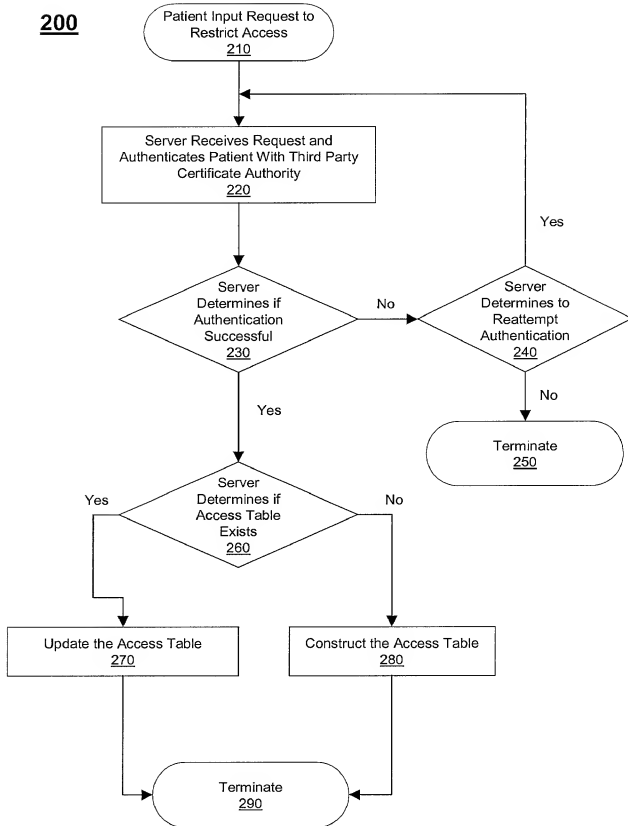 200
Patient Input Request to
Restrict Access
210
Server Receives Request and
Authenticates Patient With Third Party
Certificate Authority
220
Yes
Server
Determines if
Authentication
Successful
230
No
Server
Determines to
Reattempt
Authentication
240
No
Yes
Terminate
250
Server
Determines if
Access Table
Exists
260
Yes
No
Update the Access Table
270
Construct the Access Table
280
Terminate
290